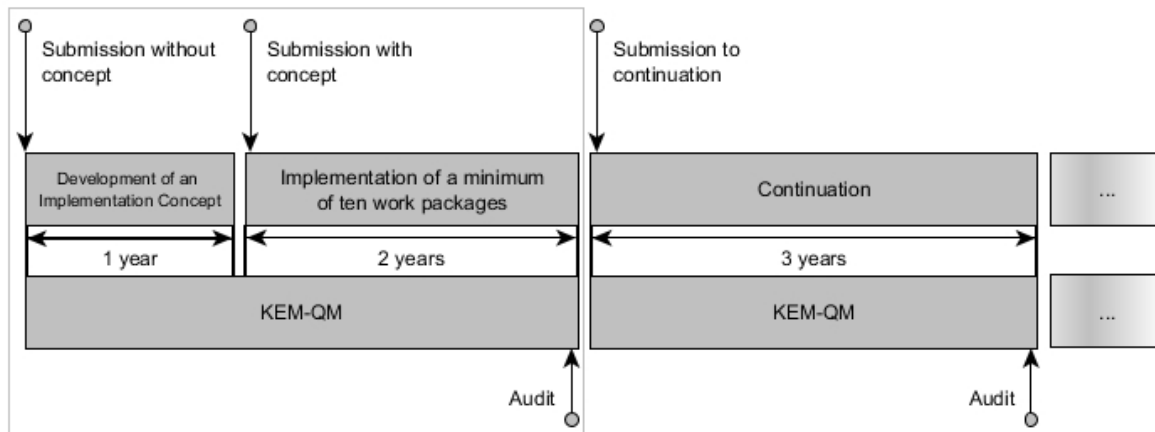 Submission without
concept
Submission with
concept
Submission to
continuation
Development of an
Implementation Concept
Implementation of a minimum
of ten work packages
Continuation
...
1 year
2 years
3 years
KEM-QM
KEM-QM
...
Audit
Audit